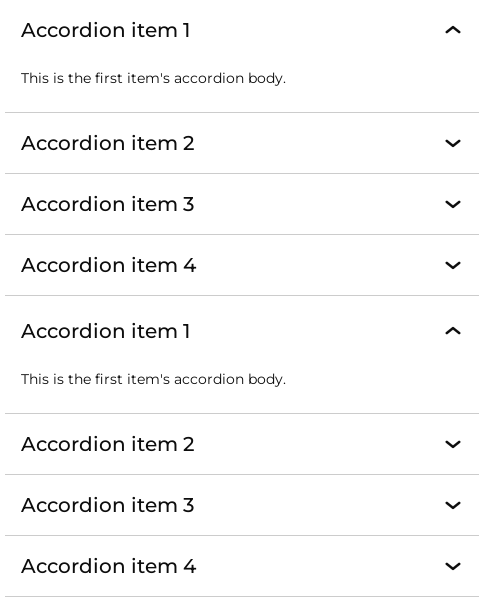 Accordion item 1
This is the first item's accordion body.
Accordion item 2
Accordion item 3
Accordion item 4
Accordion item 1
This is the first item's accordion body.
Accordion item 2
Accordion item 3
Accordion item 4